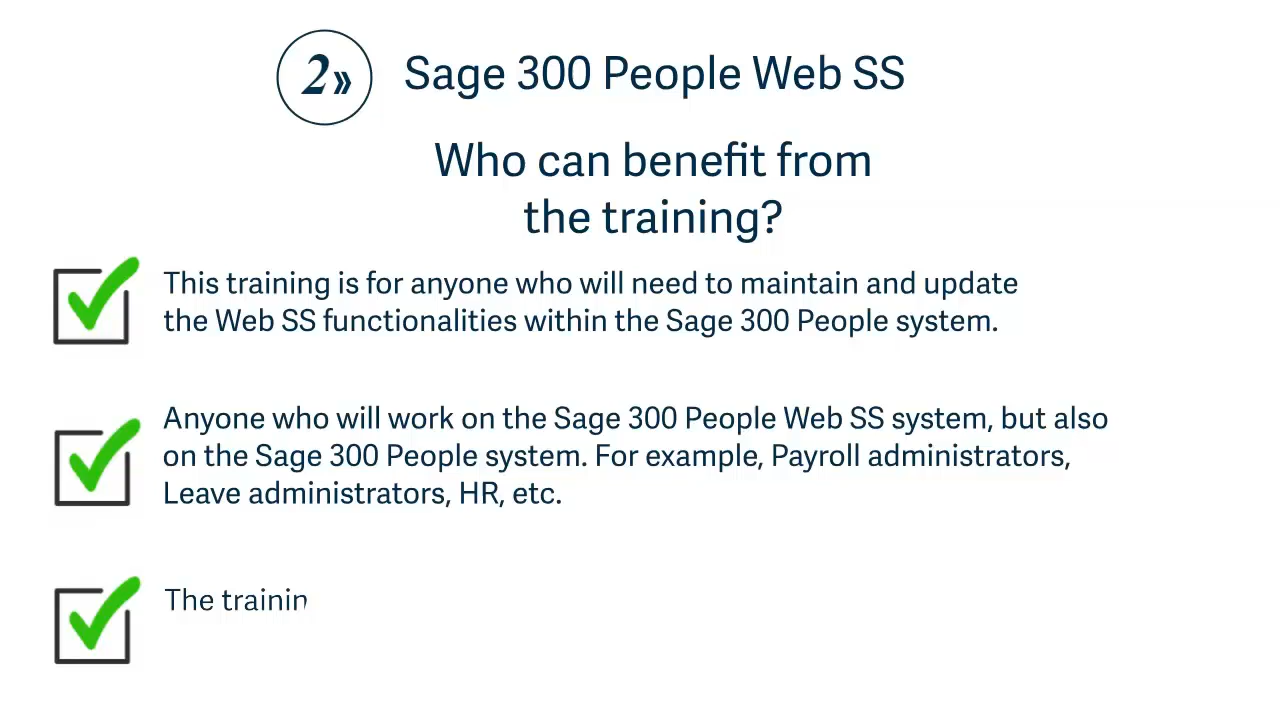 2»
Sage 300 People Web SS
Who can benefit from
the training?
This training is for anyone who will need to maintain and update
the Web SS functionalities within the Sage 300 People system.
Anyone who will work on the Sage 300 People Web SS system, but also
on the Sage 300 People system. For example, Payroll administrators,
Leave administrators, HR, etc.
The trainin